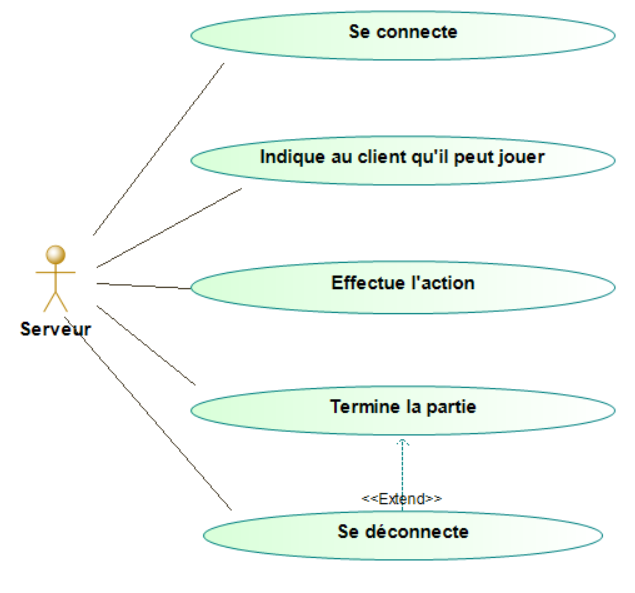 Se connecte
Indique au client qu'il peut jouer
Effectue l'action
Serveur
Termine la partie
<<Extend>>
Se déconnecte